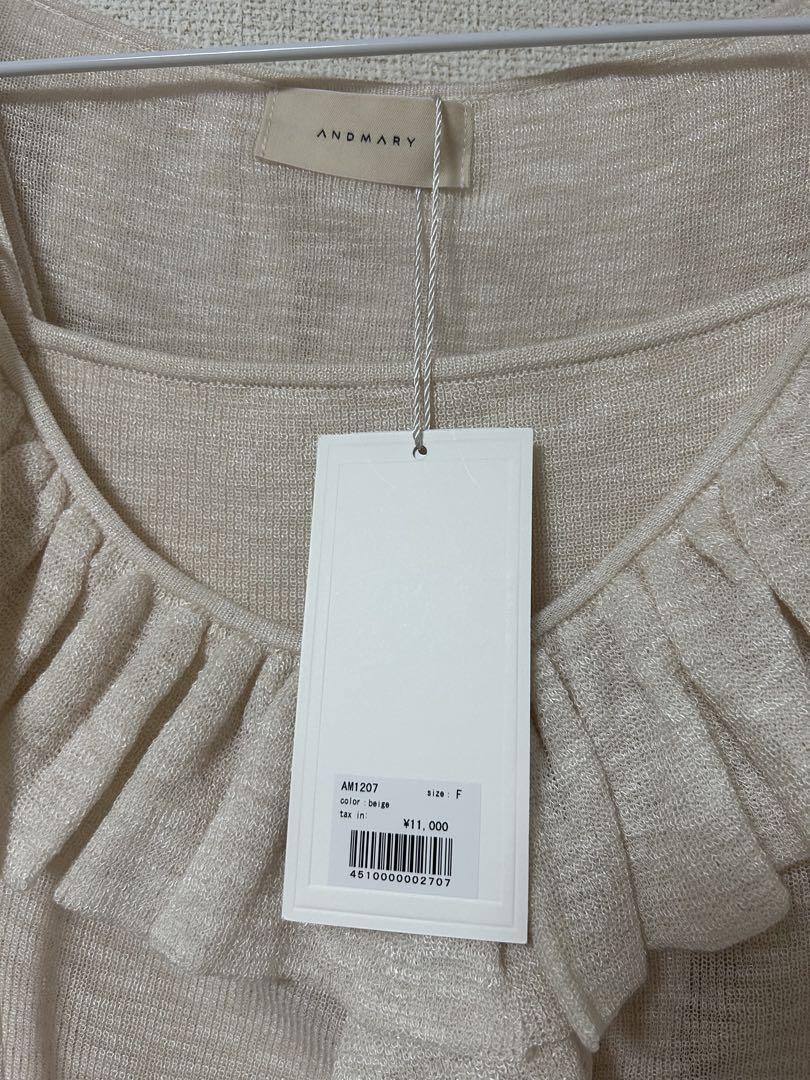 ANDMARY
AM1207 size: F
color:beige
tax in:
¥11,000
4510000002707